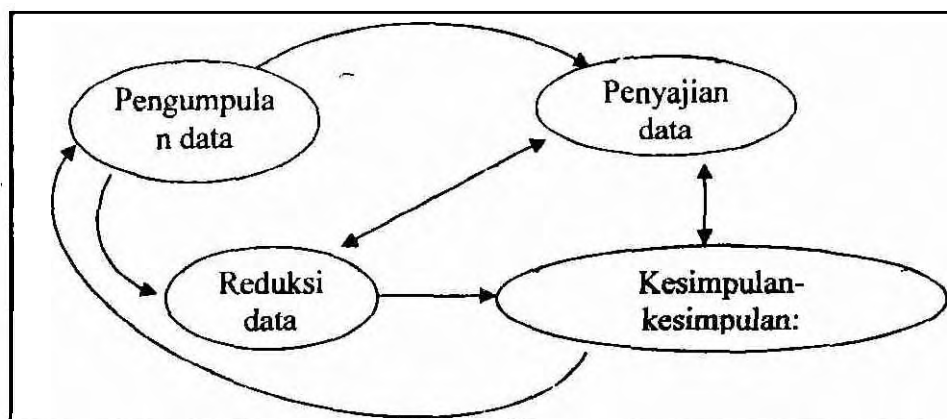 Pengumpula
n data
Penyajian
data
Reduksi
data
Kesimpulan-
kesimpulan: